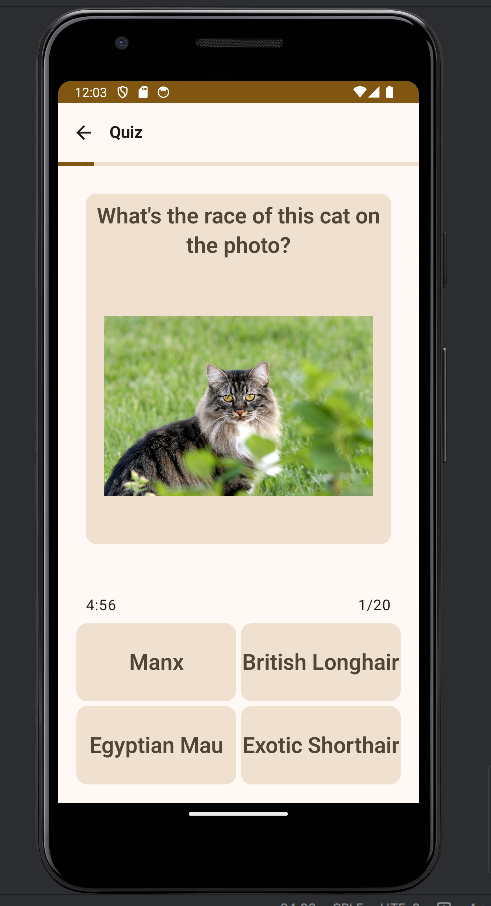 12:03
Quiz
What's the race of this cat on
the photo?
4:56
1/20
Manx
British Longhair
Egyptian Mau
Exotic Shorthair